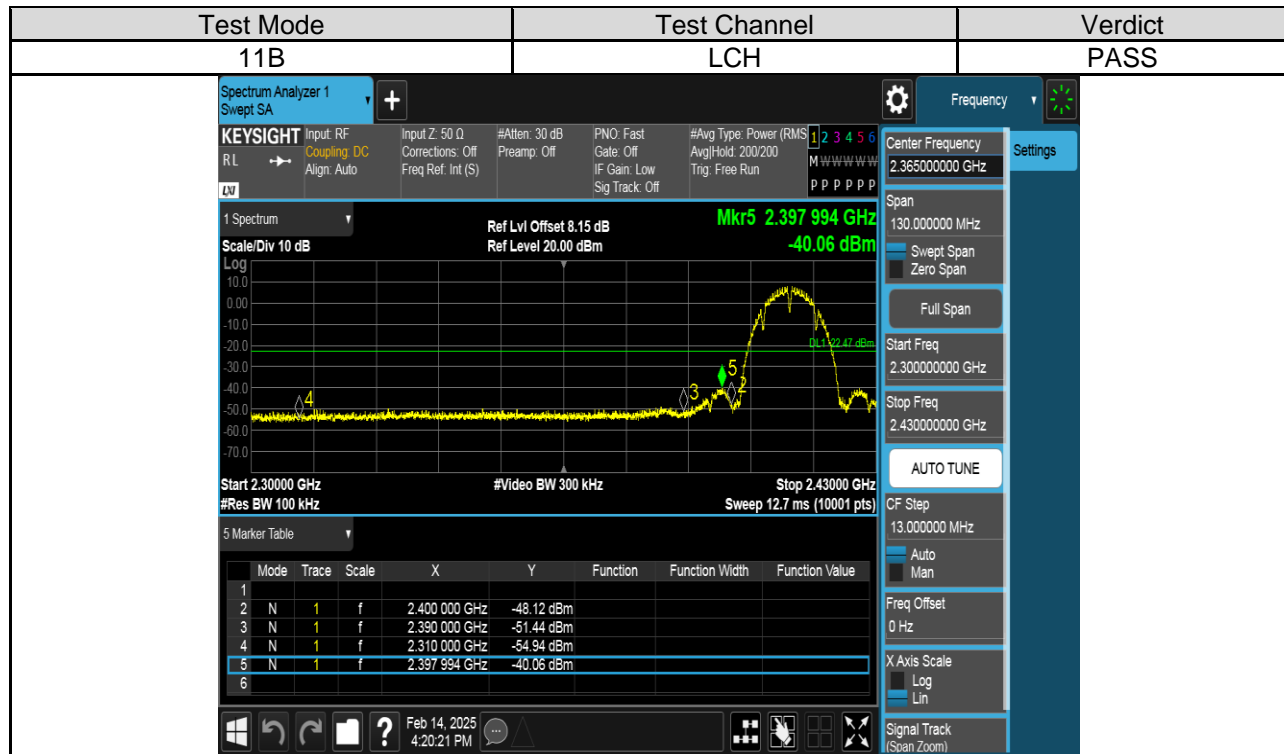 Test Mode Test Channel Verdict
11B LCH PASS
Spectrum Analyzer 1
Swept SA
+
Frequency
KEYSIGHT Input: RF Input Z: 50 Ω #Atten: 30 dB PNO: Fast #Avg Type: Power (RMS 1 2 3 4 5 6
RL Coupling: DC Corrections: Off Preamp: Off Gate: Off Avg|Hold: 200/200 M W W W W W
Align: Auto Freq Ref: Int (S) IF Gain: Low Trig: Free Run
LXI Sig Track: Off P P P P P P
1 Spectrum
Ref Lvl Offset 8.15 dB
Mkr5 2.397 994 GHz
Scale/Div 10 dB Ref Level 20.00 dBm -40.06 dBm
Log
10.0
0.00
-10.0
-20.0
DL1 -22.47 dBm
-30.0
-40.0
-50.0
-60.0
-70.0
4
3
5
2
Start 2.30000 GHz #Video BW 300 kHz Stop 2.43000 GHz
#Res BW 100 kHz Sweep 12.7 ms (10001 pts)
5 Marker Table
Mode Trace Scale X Y Function Function Width Function Value
1
2 N 1 f 2.400 000 GHz -48.12 dBm
3 N 1 f 2.390 000 GHz -51.44 dBm
4 N 1 f 2.310 000 GHz -54.94 dBm
5 N 1 f 2.397 994 GHz -40.06 dBm
6
Feb 14, 2025
4:20:21 PM
?
Center Frequency
2.365000000 GHz
Settings
Span
130.000000 MHz
Swept Span
Zero Span
Full Span
Start Freq
2.300000000 GHz
Stop Freq
2.430000000 GHz
AUTO TUNE
CF Step
13.000000 MHz
Auto
Man
Freq Offset
0 Hz
X Axis Scale
Log
Lin
Signal Track
(Span Zoom)